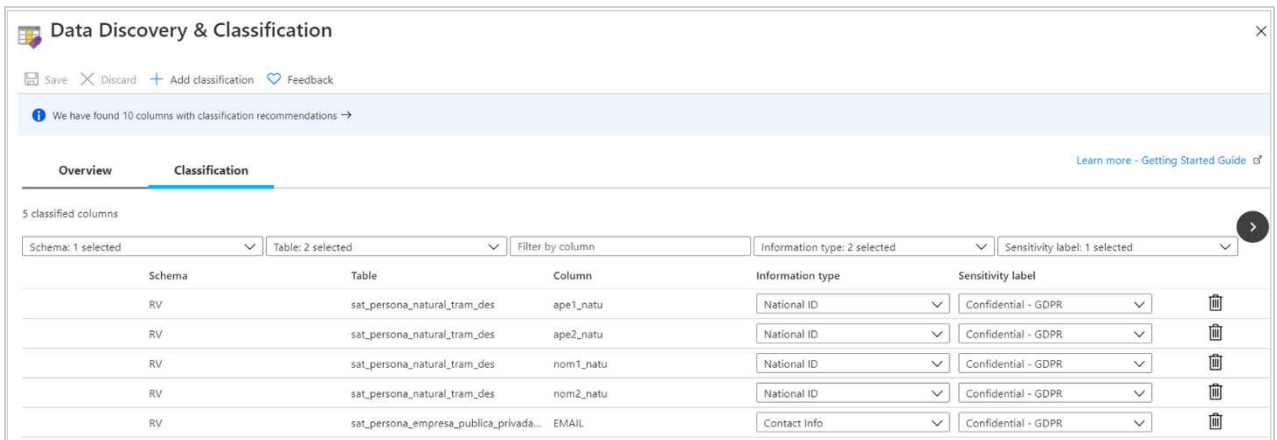 Data Discovery & Classification
Save Discard Add classification Feedback
We have found 10 columns with classification recommendations →
Learn more - Getting Started Guide
Overview Classification
5 classified columns
Schema: 1 selected Table: 2 selected Filter by column Information type: 2 selected Sensitivity label: 1 selected
Schema Table Column Information type Sensitivity label
RV sat_persona_natural_tram_des ape1_natu National ID Confidential - GDPR
RV sat_persona_natural_tram_des ape2_natu National ID Confidential - GDPR
RV sat_persona_natural_tram_des nom1_natu National ID Confidential - GDPR
RV sat_persona_natural_tram_des nom2_natu National ID Confidential - GDPR
RV sat_persona_empresa_publica_privada... EMAIL Contact Info Confidential - GDPR